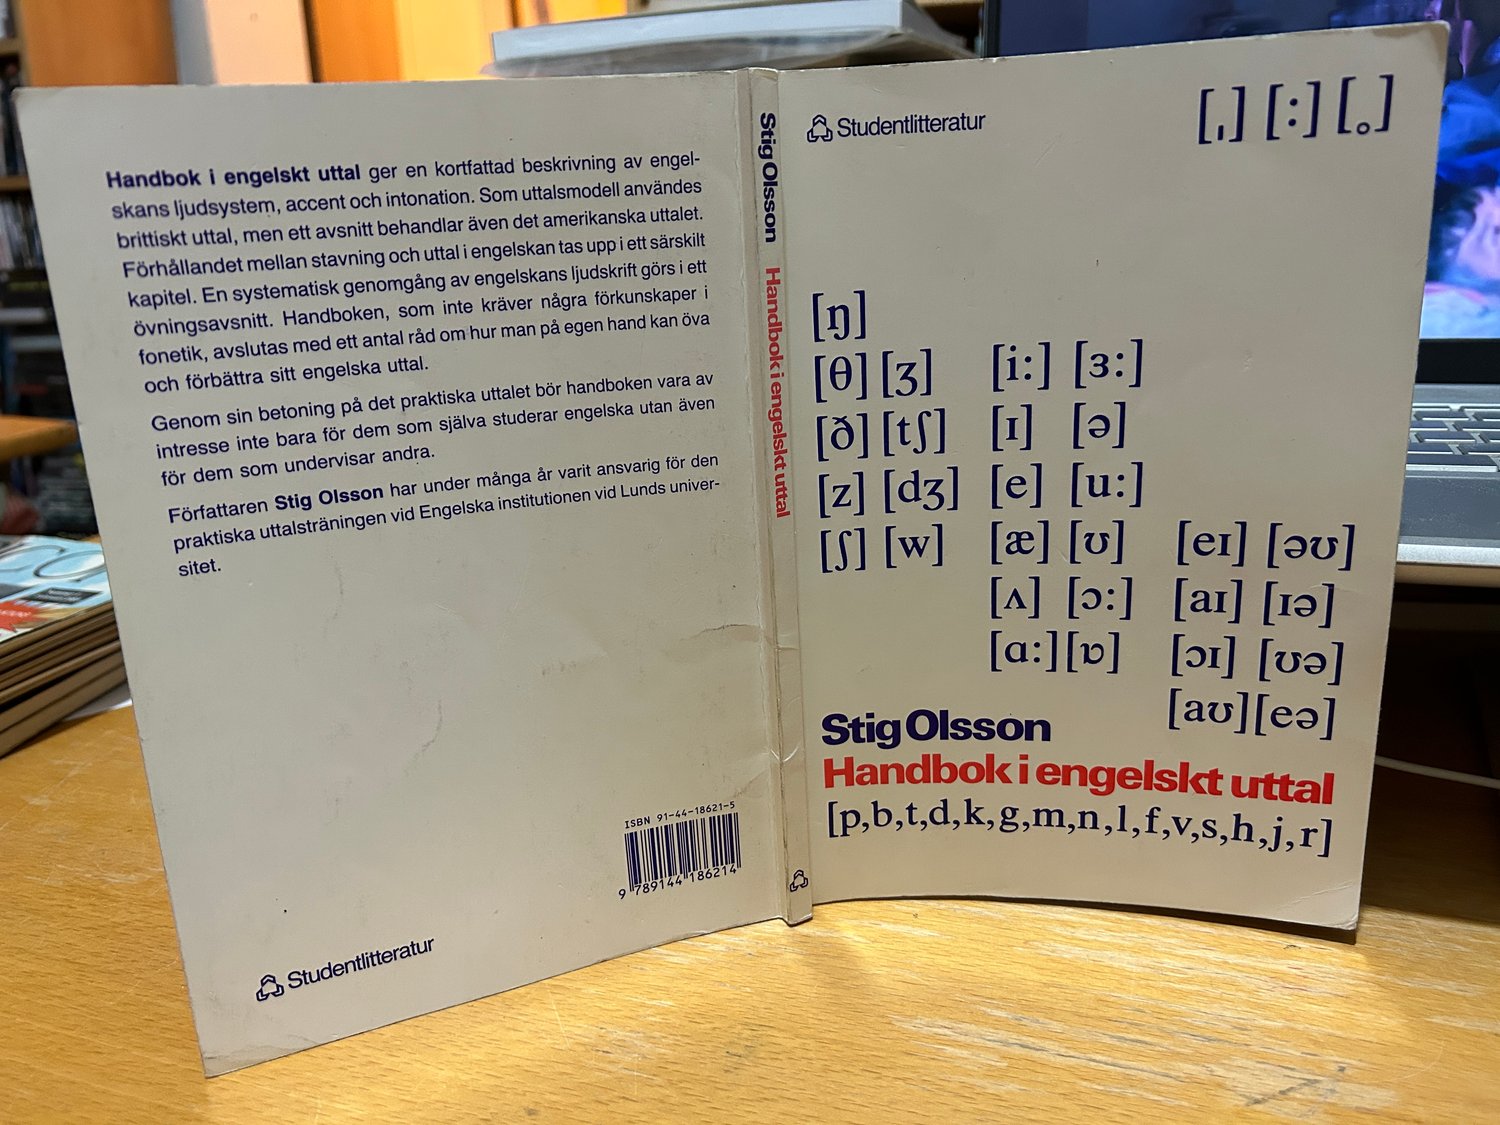 Handbok i engelskt uttal ger en kortfattad beskrivning av engel-
skans ljudsystem, accent och intonation. Som uttalsmodell användes
brittiskt uttal, men ett avsnitt behandlar även det amerikanska uttalet.
Förhållandet mellan stavning och uttal i engelskan tas upp i ett särskilt
kapitel. En systematisk genomgång av engelskans ljudskrift görs i ett
övningsavsnitt. Handboken, som inte kräver några förkunskaper i
fonetik, avslutas med ett antal råd om hur man på egen hand kan öva
och förbättra sitt engelska uttal.
Genom sin betoning på det praktiska uttalet bör handboken vara av
intresse inte bara för dem som själva studerar engelska utan även
för dem som undervisar andra.
Författaren Stig Olsson har under många år varit ansvarig för den
praktiska uttalsträningen vid Engelska institutionen vid Lunds univer-
sitet.
ISBN 91-44-18621-5
9 789144 186214
Studentlitteratur
Stig Olsson Handbok i engelskt uttal
Studentlitteratur
[ˌ] [:] [˳]
[ŋ]
[θ] [ʒ] [i:] [ɜ:]
[ð] [tʃ] [ɪ] [ə]
[z] [dʒ] [e] [u:]
[ʃ] [w] [æ] [ʊ] [eɪ] [əʊ]
[ʌ] [ɔ:] [aɪ] [ɪə]
[ɑ:] [ɒ] [ɔɪ] [ʊə]
[aʊ] [eə]
Stig Olsson
Handbok i engelskt uttal
[p,b,t,d,k,g,m,n,l,f,v,s,h,j,r]